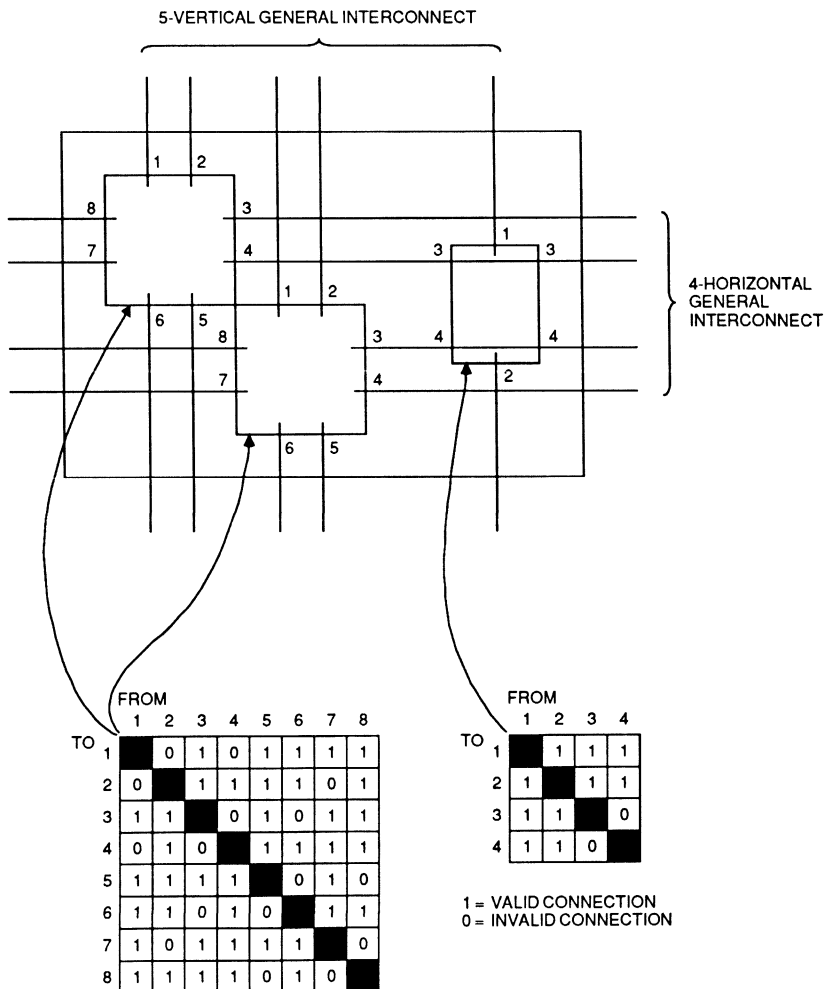 5-VERTICAL GENERAL INTERCONNECT
1 2
8 3
7 4
3 1 3
1 2
6 5
8 3 4 4
7 4 2
6 5
4-HORIZONTAL
GENERAL
INTERCONNECT
FROM
1 2 3 4 5 6 7 8
TO
1 0 1 0 1 1 1 1
2 0 1 1 1 1 0 1
3 1 1 0 1 0 1 1
4 0 1 0 1 1 1 1
5 1 1 1 1 0 1 0
6 1 1 0 1 0 1 1
7 1 0 1 1 1 1 0
8 1 1 1 1 0 1 0
FROM
1 2 3 4
TO
1 1 1 1
2 1 1 1
3 1 1 0
4 1 1 0
1 = VALID CONNECTION
0 = INVALID CONNECTION